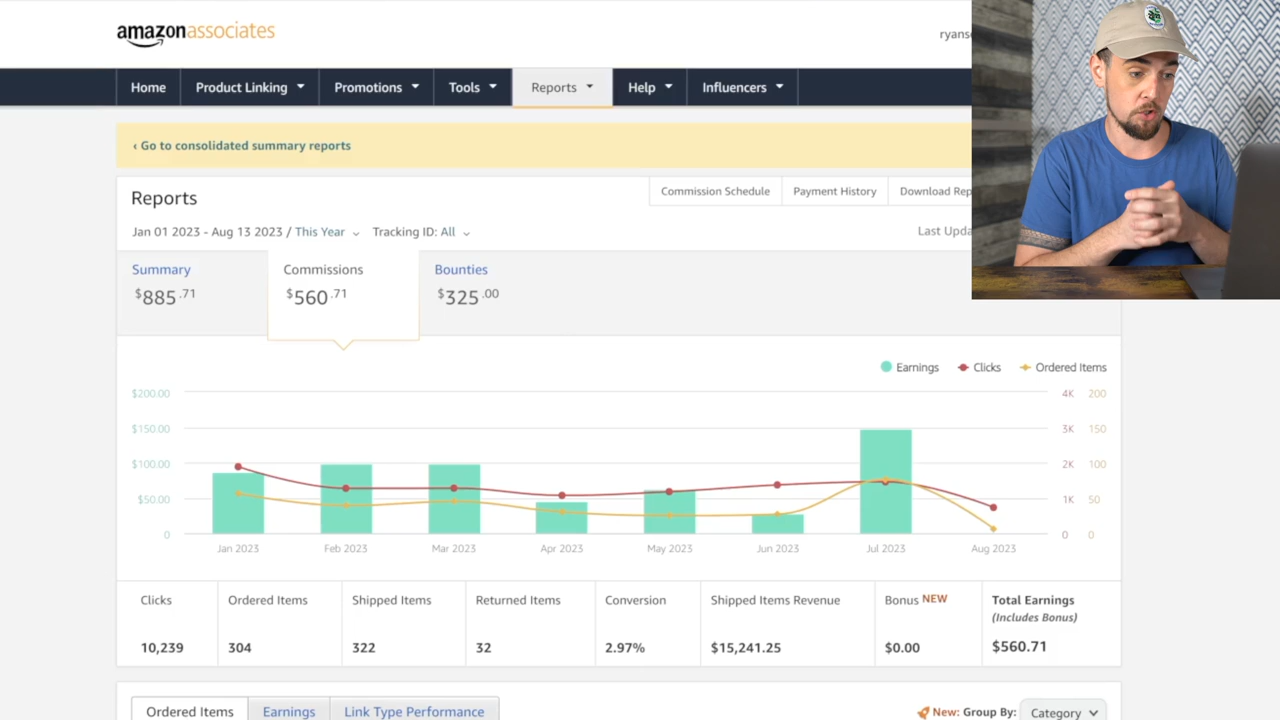 amazonassociates
ryans
Home Product Linking Promotions Tools Reports Help Influencers
‹ Go to consolidated summary reports
Reports
Commission Schedule Payment History Download Rep
Jan 01 2023 - Aug 13 2023 / This Year Tracking ID: All
Last Upda
Summary Commissions Bounties
$885.71 $560.71 $325.00
Earnings Clicks Ordered Items
$200.00 4K 200
$150.00 3K 150
$100.00 2K 100
$50.00 1K 50
0 0 0
Jan 2023 Feb 2023 Mar 2023 Apr 2023 May 2023 Jun 2023 Jul 2023 Aug 2023
Clicks Ordered Items Shipped Items Returned Items Conversion Shipped Items Revenue Bonus NEW Total Earnings
(Includes Bonus)
10,239 304 322 32 2.97% $15,241.25 $0.00 $560.71
Ordered Items Earnings Link Type Performance
New: Group By: Category